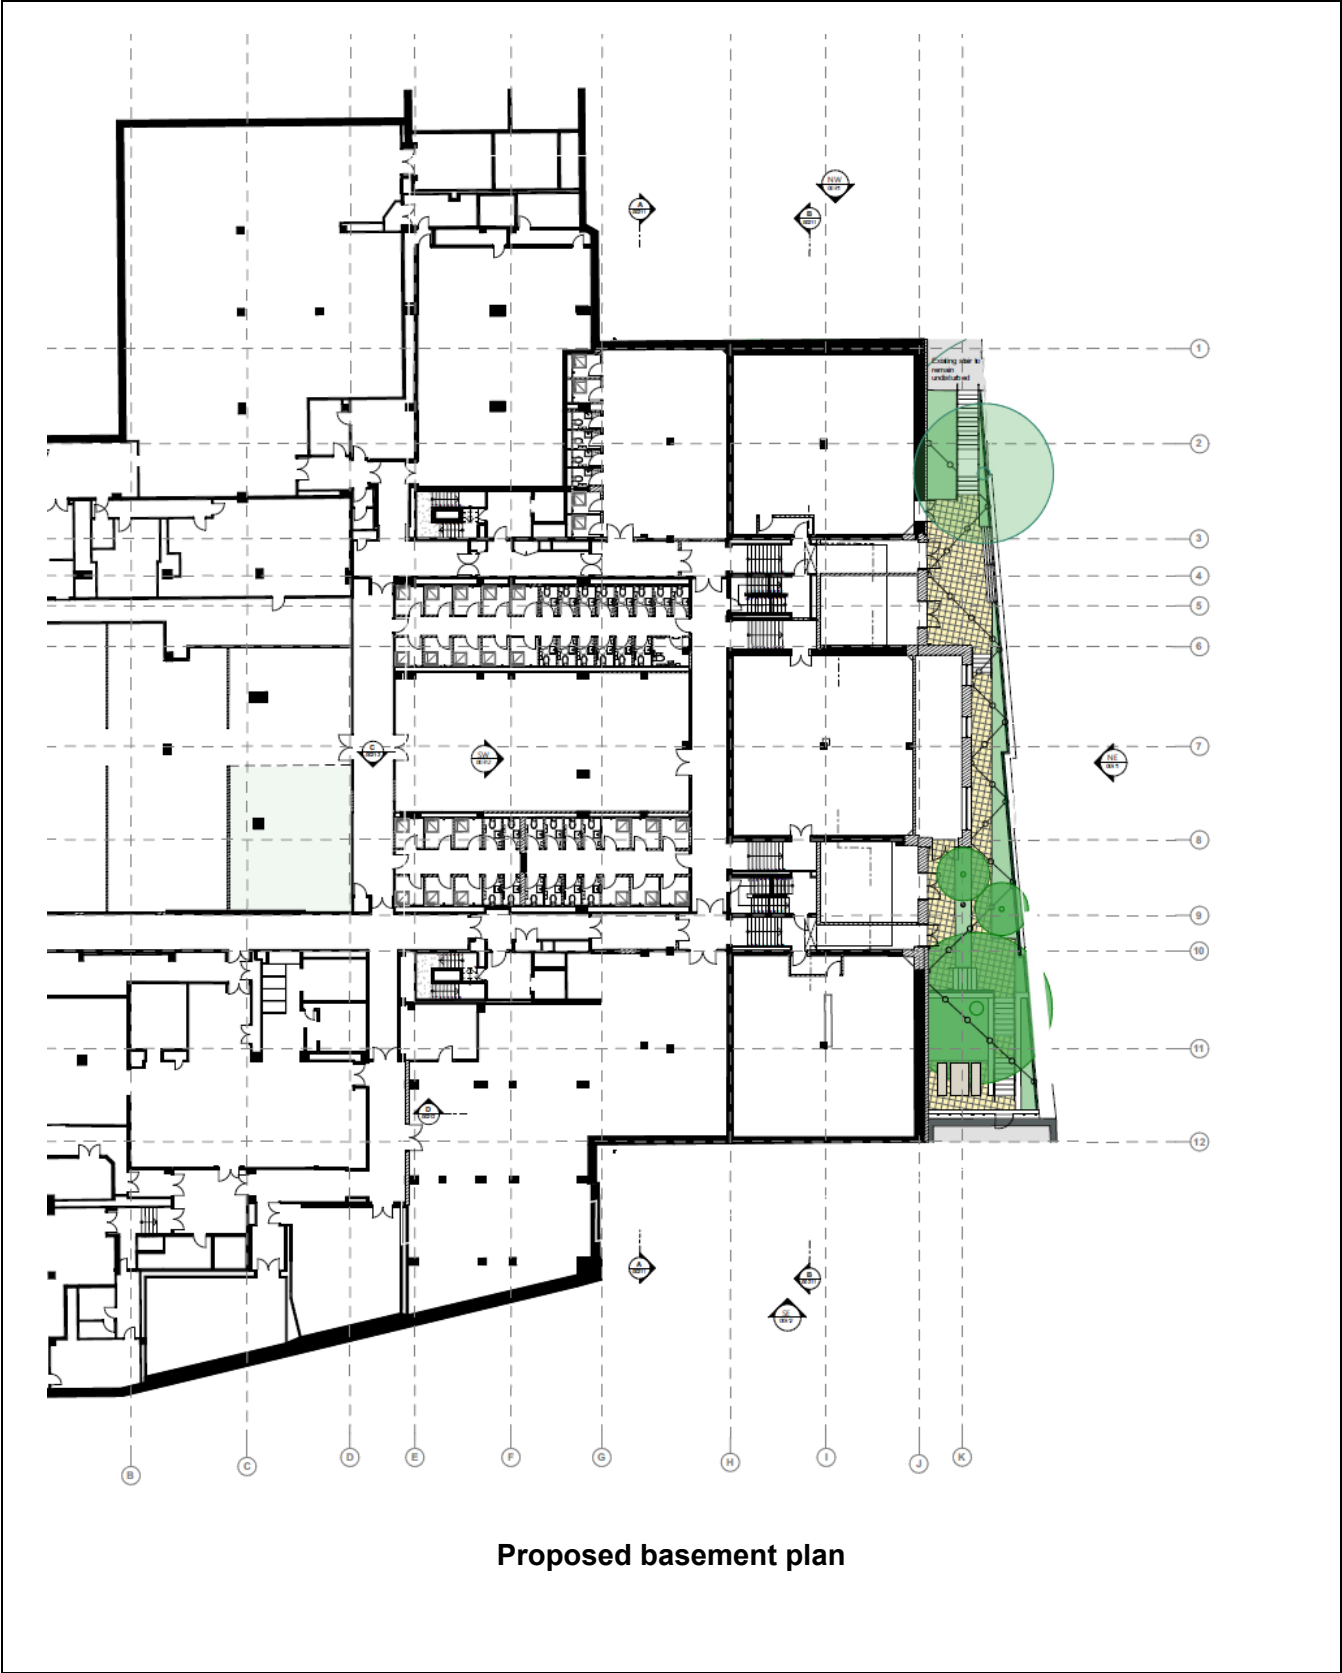 NW
A
B
1
Existing stair to
remain
undisturbed
2
3
4
5
6
C
SW
7
NE
8
9
10
11
D
12
A
B
SE
B
C
D
E
F
G
H
I
J
K
Proposed basement plan